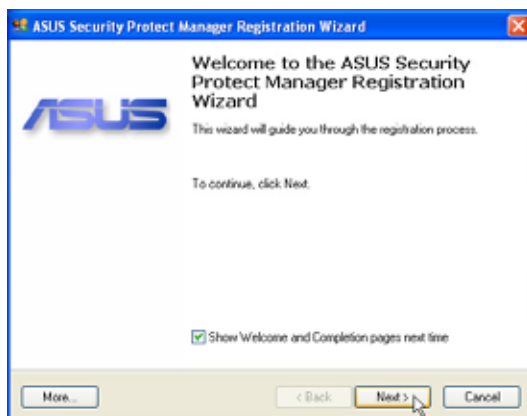 ASUS Security Protect Manager Registration Wizard
Welcome to the ASUS Security
Protect Manager Registration
Wizard
ASUS
This wizard will guide you through the registration process.
To continue, click Next.
Show Welcome and Completion pages next time
More...
< Back
Next >
Cancel